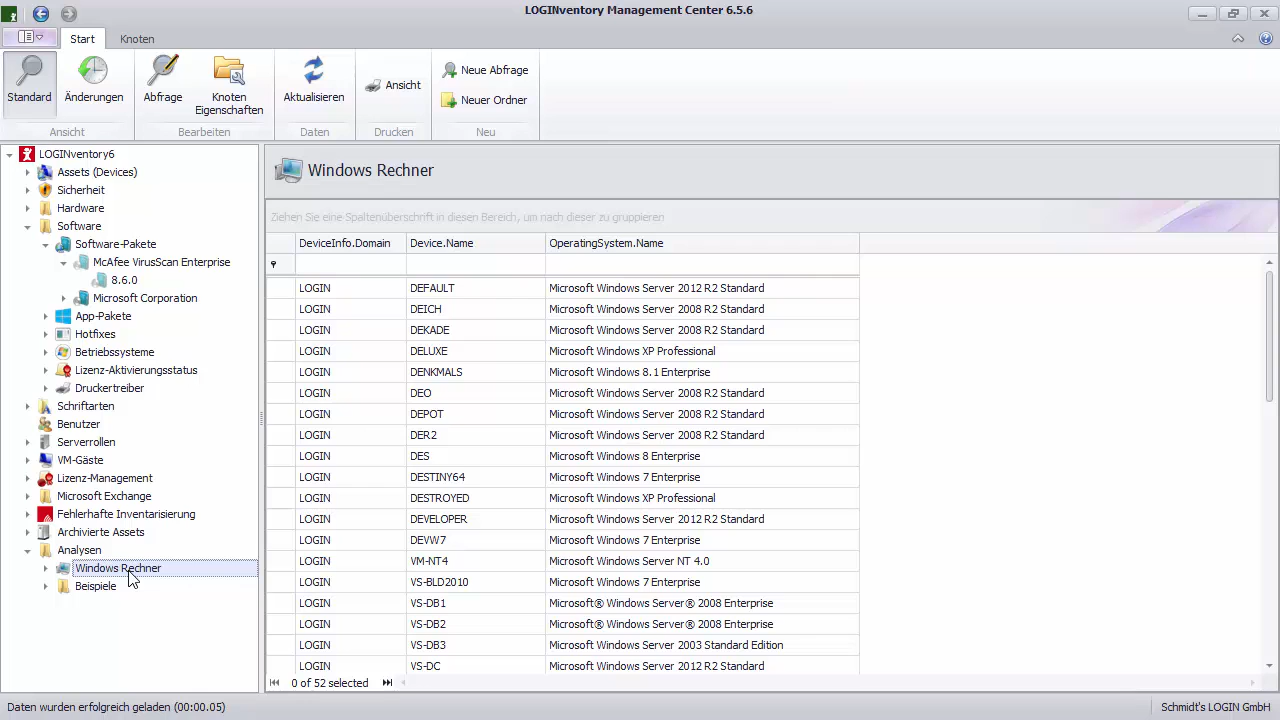 LOGINventory Management Center 6.5.6
Start Knoten
Standard Änderungen Abfrage Knoten Eigenschaften Aktualisieren Ansicht Neue Abfrage
Neuer Ordner
Ansicht Bearbeiten Daten Drucken Neu
LOGINventory6
Assets (Devices)
Sicherheit
Hardware
Software
Software-Pakete
McAfee VirusScan Enterprise
8.6.0
Microsoft Corporation
App-Pakete
Hotfixes
Betriebssysteme
Lizenz-Aktivierungsstatus
Druckertreiber
Schriftarten
Benutzer
Serverrollen
VM-Gäste
Lizenz-Management
Microsoft Exchange
Fehlerhafte Inventarisierung
Archivierte Assets
Analysen
Windows Rechner
Beispiele
Windows Rechner
Ziehen Sie eine Spaltenüberschrift in diesen Bereich, um nach dieser zu gruppieren
DeviceInfo.Domain Device.Name OperatingSystem.Name
LOGIN DEFAULT Microsoft Windows Server 2012 R2 Standard
LOGIN DEICH Microsoft Windows Server 2008 R2 Standard
LOGIN DEKADE Microsoft Windows Server 2008 R2 Standard
LOGIN DELUXE Microsoft Windows XP Professional
LOGIN DENKMALS Microsoft Windows 8.1 Enterprise
LOGIN DEO Microsoft Windows Server 2008 R2 Standard
LOGIN DEPOT Microsoft Windows Server 2008 R2 Standard
LOGIN DER2 Microsoft Windows Server 2008 R2 Standard
LOGIN DES Microsoft Windows 8 Enterprise
LOGIN DESTINY64 Microsoft Windows 7 Enterprise
LOGIN DESTROYED Microsoft Windows XP Professional
LOGIN DEVELOPER Microsoft Windows Server 2012 R2 Standard
LOGIN DEVW7 Microsoft Windows 7 Enterprise
LOGIN VM-NT4 Microsoft Windows Server NT 4.0
LOGIN VS-BLD2010 Microsoft Windows 7 Enterprise
LOGIN VS-DB1 Microsoft® Windows Server® 2008 Enterprise
LOGIN VS-DB2 Microsoft® Windows Server® 2008 Enterprise
LOGIN VS-DB3 Microsoft Windows Server 2003 Standard Edition
LOGIN VS-DC Microsoft Windows Server 2012 R2 Standard
0 of 52 selected
Daten wurden erfolgreich geladen (00:00.05) Schmidt's LOGIN GmbH